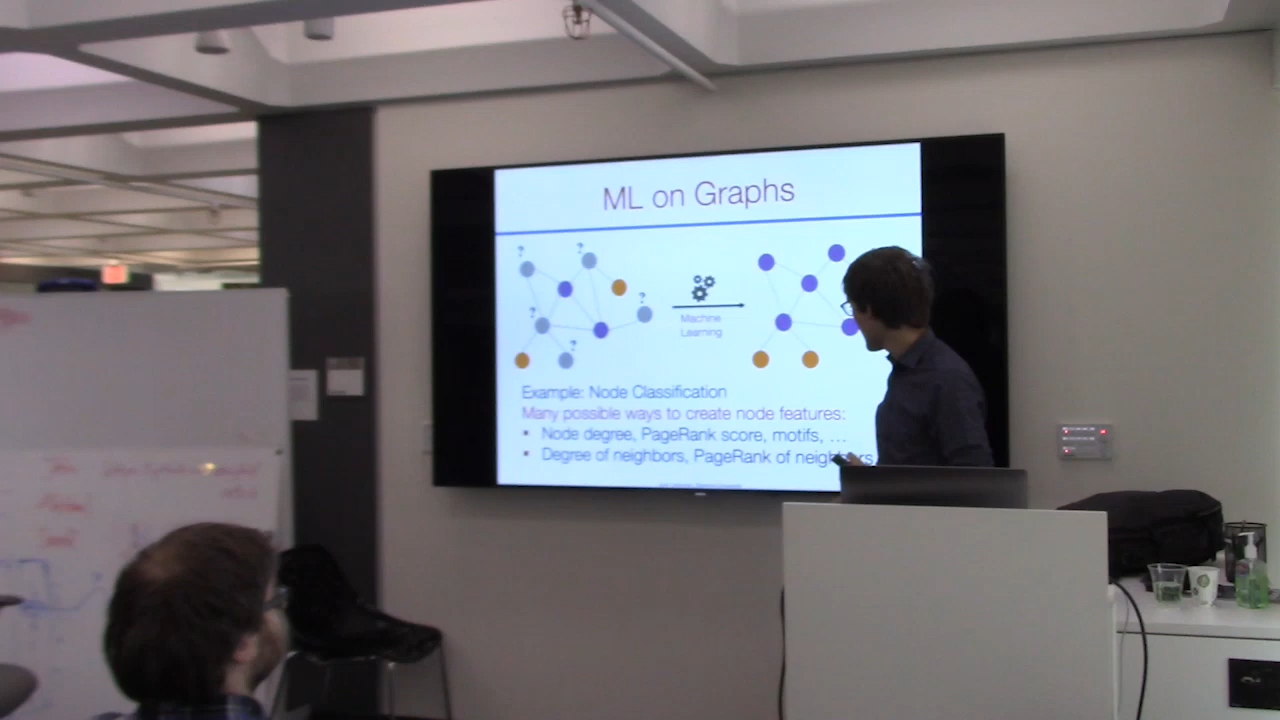 ML on Graphs
? ?
?
?
?
Machine
Learning
Example: Node Classification
Many possible ways to create node features:
▪ Node degree, PageRank score, motifs, …
▪ Degree of neighbors, PageRank of neighbors